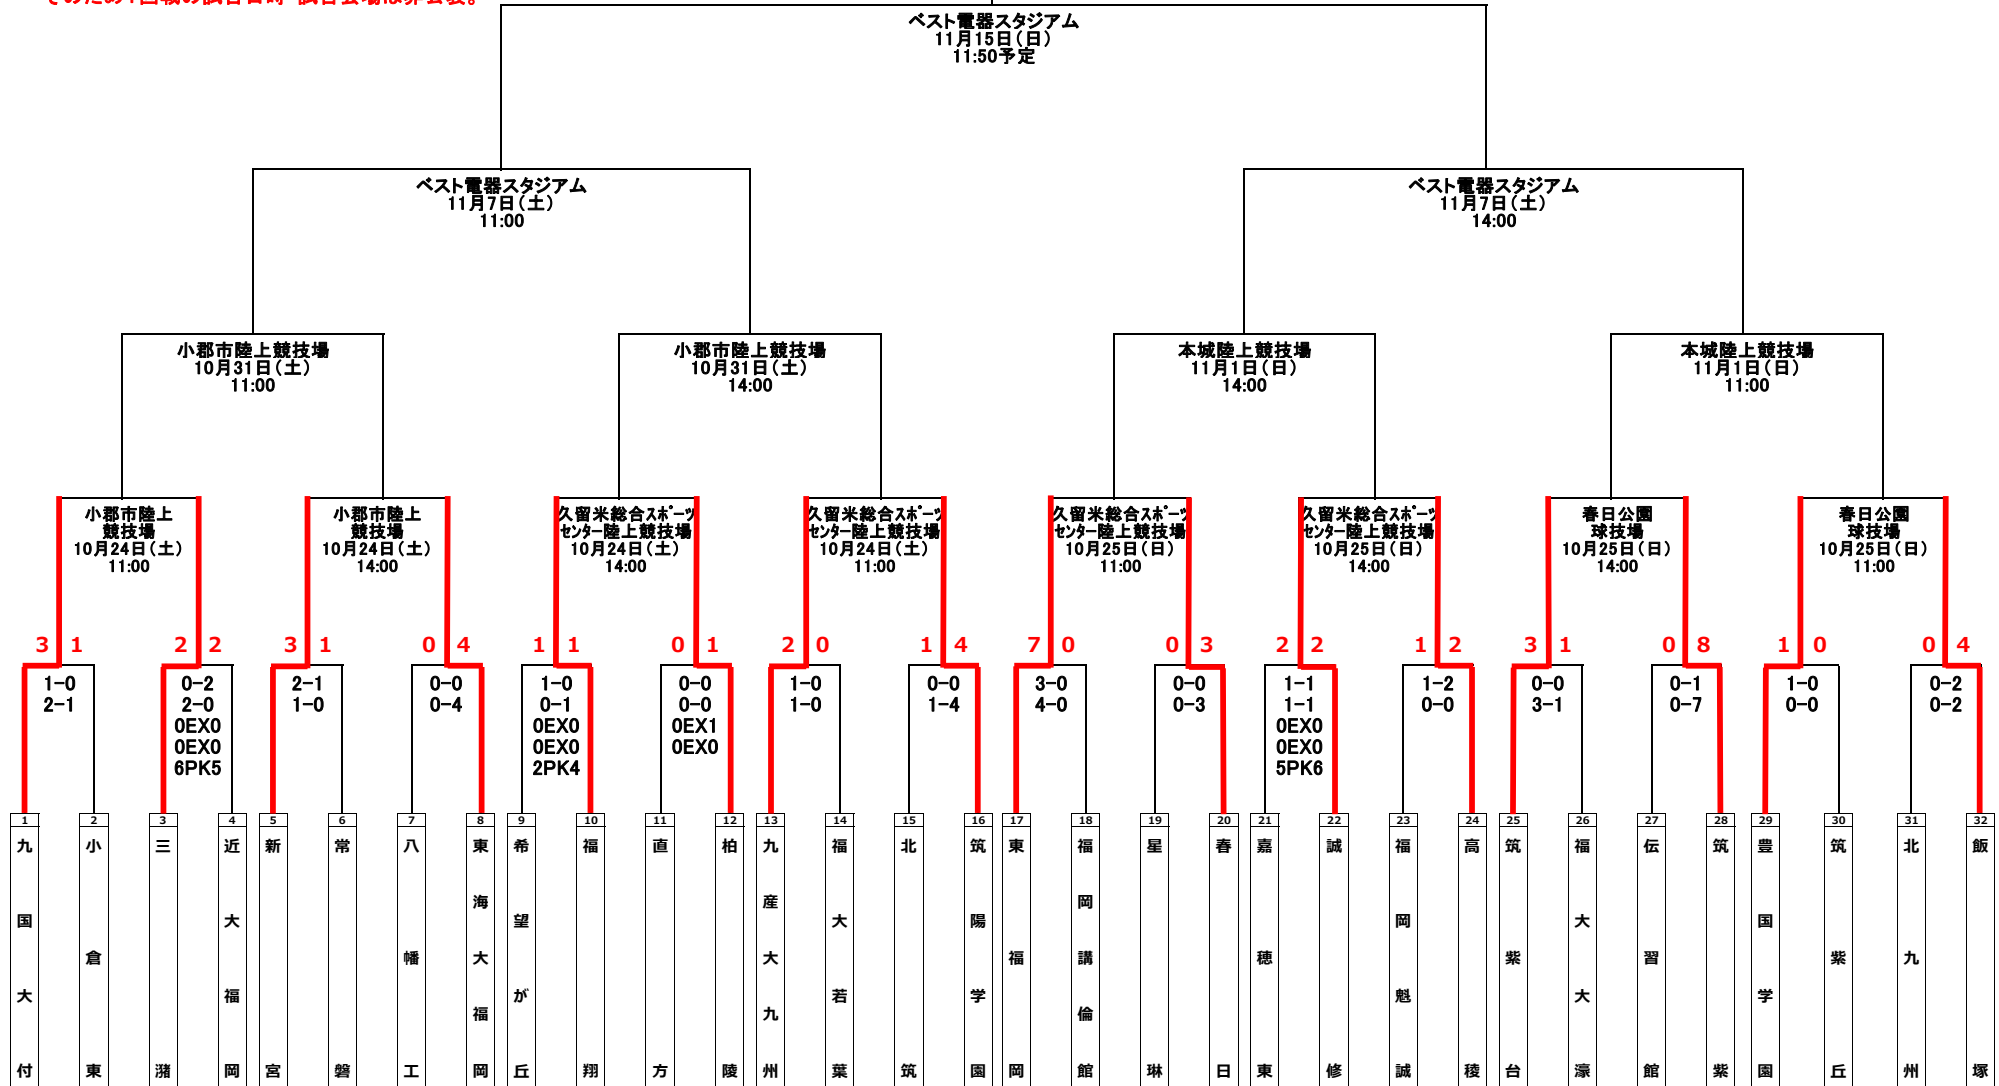 そのため1回戦の試合日時・試合会場は非公表。
ベスト電器スタジアム
11月15日(日)
11:50予定
ベスト電器スタジアム
11月7日(土)
11:00
ベスト電器スタジアム
11月7日(土)
14:00
小郡市陸上競技場
10月31日(土)
11:00
小郡市陸上競技場
10月31日(土)
14:00
本城陸上競技場
11月1日(日)
14:00
本城陸上競技場
11月1日(日)
11:00
小郡市陸上
競技場
10月24日(土)
11:00
小郡市陸上
競技場
10月24日(土)
14:00
久留米総合スポーツ
センター陸上競技場
10月24日(土)
14:00
久留米総合スポーツ
センター陸上競技場
10月24日(土)
11:00
久留米総合スポーツ
センター陸上競技場
10月25日(日)
11:00
久留米総合スポーツ
センター陸上競技場
10月25日(日)
14:00
春日公園
球技場
10月25日(日)
14:00
春日公園
球技場
10月25日(日)
11:00
3 1
2 2
3 1
0 4
1 1
0 1
2 0
1 4
7 0
0 3
2 2
1 2
3 1
0 8
1 0
0 4
1-0
2-1
0-2
2-0
0EX0
0EX0
6PK5
2-1
1-0
0-0
0-4
1-0
0-1
0EX0
0EX0
2PK4
0-0
0-0
0EX1
0EX0
1-0
1-0
0-0
1-4
3-0
4-0
0-0
0-3
1-1
1-1
0EX0
0EX0
5PK6
1-2
0-0
0-0
3-1
0-1
0-7
1-0
0-0
0-2
0-2
1
九国大付
2
小倉東
3
三潴
4
近大福岡
5
新宮
6
常磐
7
八幡工
8
東海大福岡
9
希望が丘
10
福翔
11
直方
12
柏陵
13
九産大九州
14
福大若葉
15
北筑
16
筑陽学園
17
東福岡
18
福岡講倫館
19
星琳
20
春日
21
嘉穂東
22
誠修
23
福岡魁誠
24
高稜
25
筑紫台
26
福大大濠
27
伝習館
28
筑紫
29
豊国学園
30
筑紫丘
31
北九州
32
飯塚